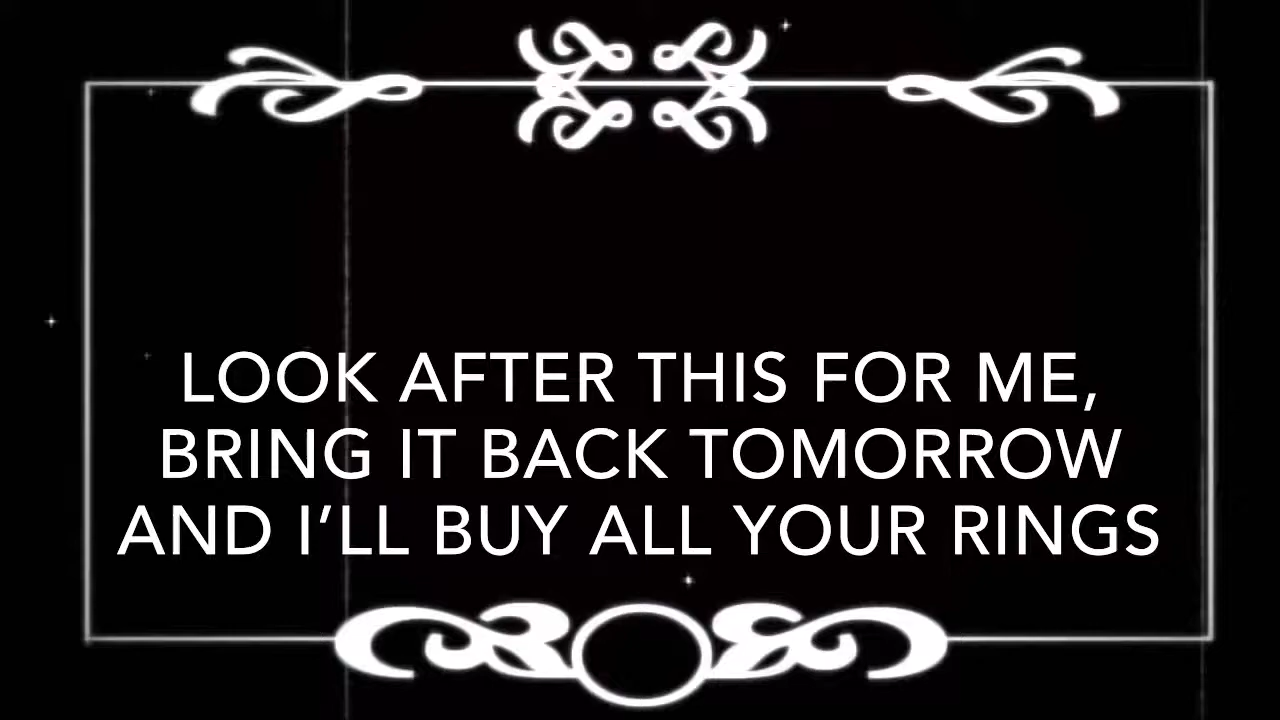 LOOK AFTER THIS FOR ME,
BRING IT BACK TOMORROW
AND I’LL BUY ALL YOUR RINGS